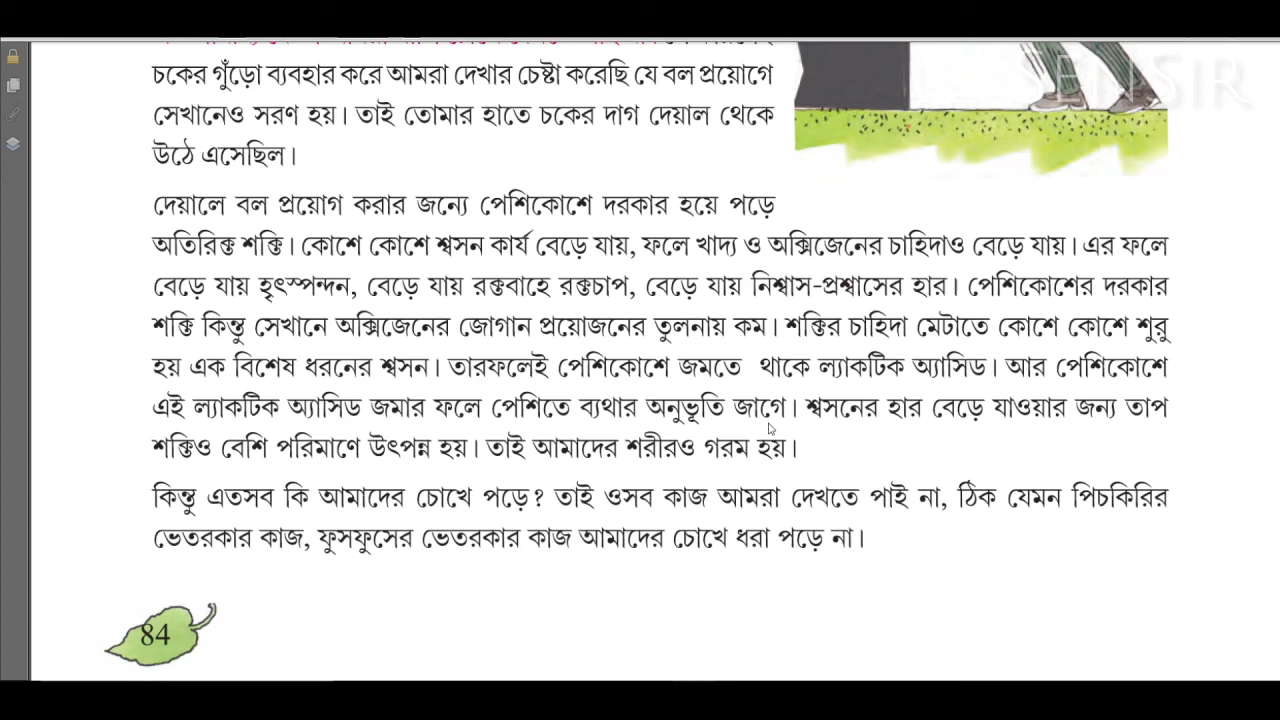 SENSIR
চকের গুঁড়ো ব্যবহার করে আমরা দেখার চেষ্টা করেছি যে বল প্রয়োগে
সেখানেও সরণ হয়। তাই তোমার হাতে চকের দাগ দেয়াল থেকে
উঠে এসেছিল।
দেয়ালে বল প্রয়োগ করার জন্যে পেশিকোশে দরকার হয়ে পড়ে
অতিরিক্ত শক্তি। কোশে কোশে শ্বসন কার্য বেড়ে যায়, ফলে খাদ্য ও অক্সিজেনের চাহিদাও বেড়ে যায়। এর ফলে
বেড়ে যায় হৃৎস্পন্দন, বেড়ে যায় রক্তবাহে রক্তচাপ, বেড়ে যায় নিশ্বাস-প্রশ্বাসের হার। পেশিকোশের দরকার
শক্তি কিন্তু সেখানে অক্সিজেনের জোগান প্রয়োজনের তুলনায় কম। শক্তির চাহিদা মেটাতে কোশে কোশে শুরু
হয় এক বিশেষ ধরনের শ্বসন। তারফলেই পেশিকোশে জমতে থাকে ল্যাকটিক অ্যাসিড। আর পেশিকোশে
এই ল্যাকটিক অ্যাসিড জমার ফলে পেশিতে ব্যথার অনুভূতি জাগে। শ্বসনের হার বেড়ে যাওয়ার জন্য তাপ
শক্তিও বেশি পরিমাণে উৎপন্ন হয়। তাই আমাদের শরীরও গরম হয়।
কিন্তু এতসব কি আমাদের চোখে পড়ে? তাই ওসব কাজ আমরা দেখতে পাই না, ঠিক যেমন পিচকিরির
ভেতরকার কাজ, ফুসফুসের ভেতরকার কাজ আমাদের চোখে ধরা পড়ে না।
84